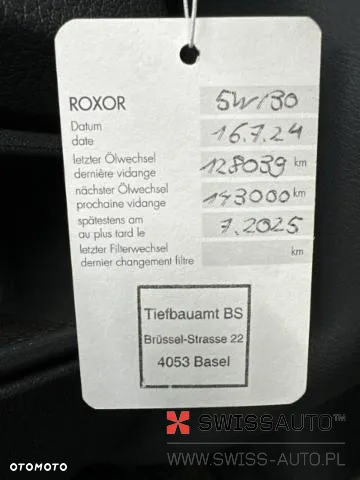 ROXOR 5W/30
Datum
date 16.7.24
letzter Ölwechsel
dernière vidange 128039 km
nächster Ölwechsel
prochaine vidange 143000 km
spätestens am
au plus tard le 7.2025
letzter Filterwechsel
dernier changement filtre km
Tiefbauamt BS
Brüssel-Strasse 22
4053 Basel
SWISSAUTO™
WWW.SWISS-AUTO.PL
OTOMOTO